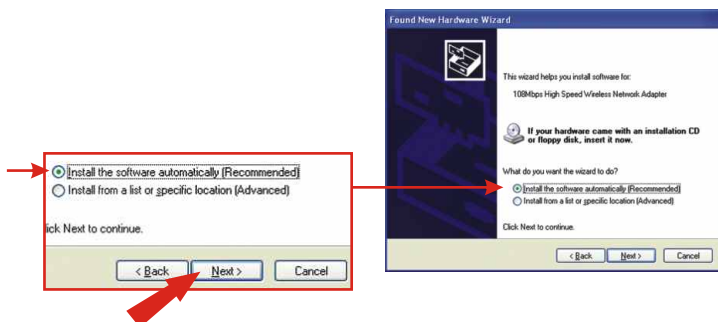 Found New Hardware Wizard
This wizard helps you install software for:
108Mbps High Speed Wireless Network Adapter
If your hardware came with an installation CD
or floppy disk, insert it now.
What do you want the wizard to do?
Install the software automatically (Recommended)
Install from a list or specific location (Advanced)
Click Next to continue.
< Back
Next >
Cancel
Install the software automatically (Recommended)
Install from a list or specific location (Advanced)
ick Next to continue.
< Back
Next >
Cancel